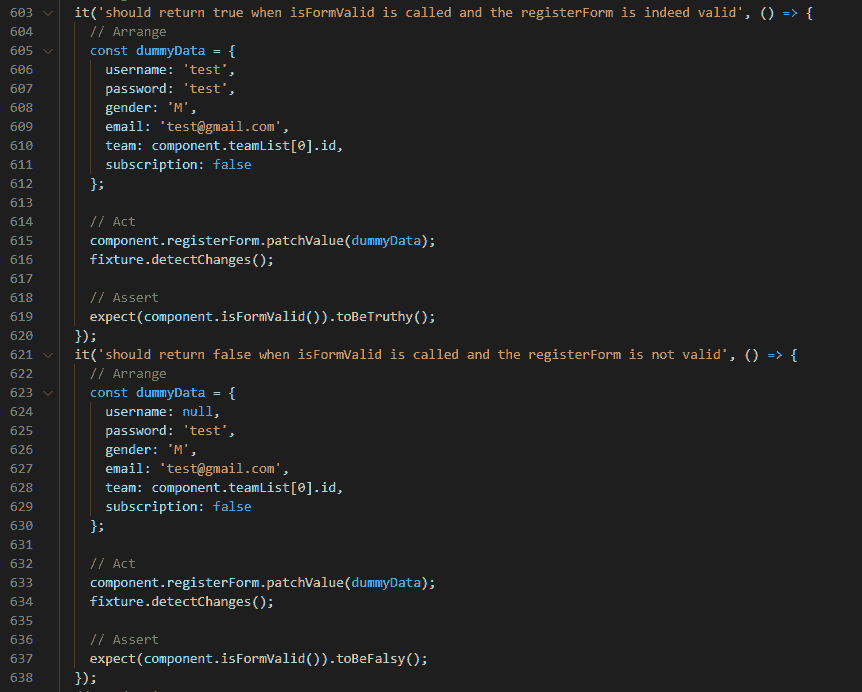 603 it('should return true when isFormValid is called and the registerForm is indeed valid', () => {
604 // Arrange
605 const dummyData = {
606 username: 'test',
607 password: 'test',
608 gender: 'M',
609 email: 'test@gmail.com',
610 team: component.teamList[0].id,
611 subscription: false
612 };
613
614 // Act
615 component.registerForm.patchValue(dummyData);
616 fixture.detectChanges();
617
618 // Assert
619 expect(component.isFormValid()).toBeTruthy();
620 });
621 it('should return false when isFormValid is called and the registerForm is not valid', () => {
622 // Arrange
623 const dummyData = {
624 username: null,
625 password: 'test',
626 gender: 'M',
627 email: 'test@gmail.com',
628 team: component.teamList[0].id,
629 subscription: false
630 };
631
632 // Act
633 component.registerForm.patchValue(dummyData);
634 fixture.detectChanges();
635
636 // Assert
637 expect(component.isFormValid()).toBeFalsy();
638 });